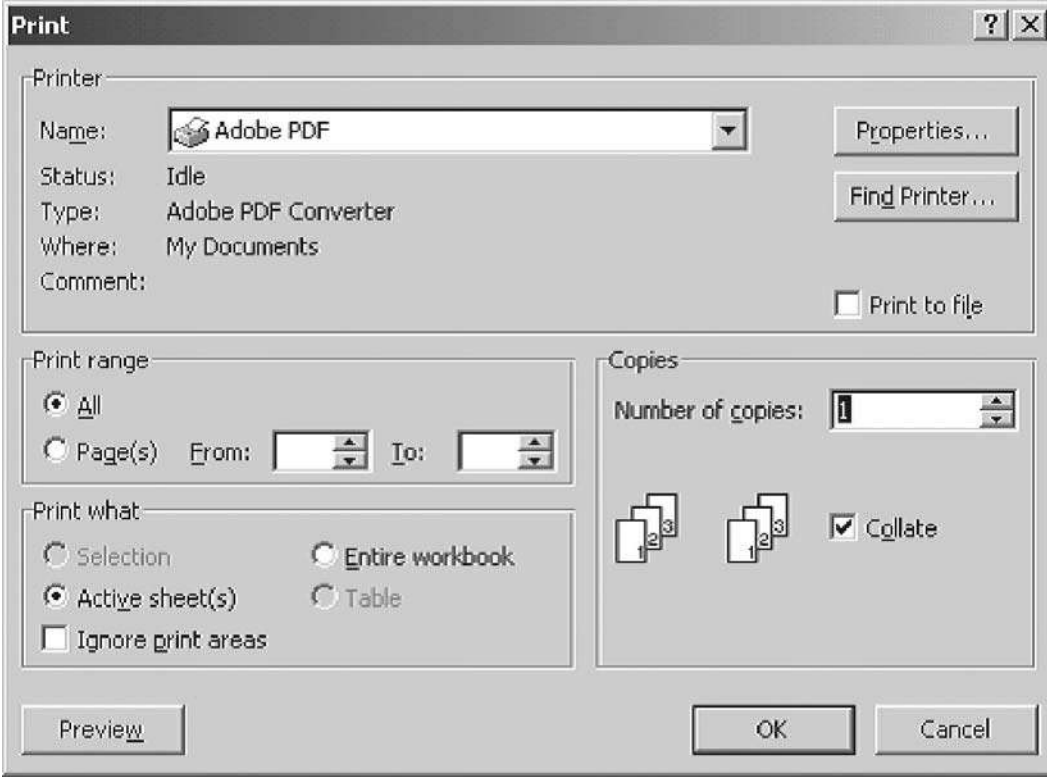 Print
Printer
Name: Adobe PDF Properties...
Status: Idle Find Printer...
Type: Adobe PDF Converter
Where: My Documents
Comment:
Print to file
Print range
All
Page(s) From: To:
Copies
Number of copies: 1
1 2 3 1 2 3 Collate
Print what
Selection Entire workbook
Active sheet(s) Table
Ignore print areas
Preview OK Cancel